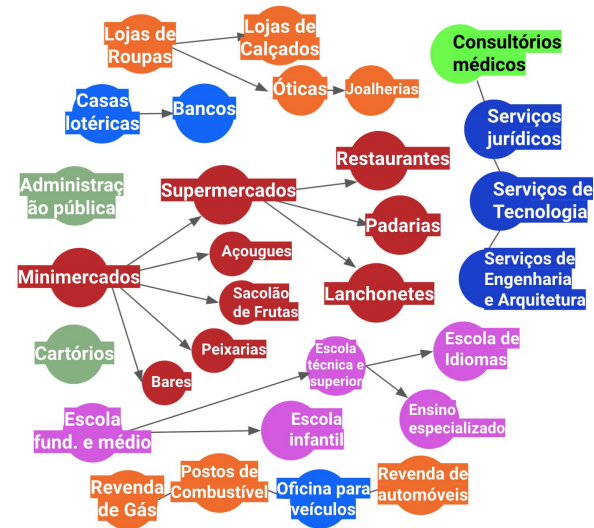 Lojas de
Roupas
Lojas de
Calçados
Óticas
Joalherias
Consultórios
médicos
Casas
lotéricas
Bancos
Serviços
jurídicos
Restaurantes
Administraç
ão pública
Supermercados
Serviços de
Tecnologia
Padarias
Minimercados
Açougues
Sacolão
de Frutas
Lanchonetes
Serviços de
Engenharia
e Arquitetura
Cartórios
Peixarias
Bares
Escola
técnica e
superior
Escola de
Idiomas
Escola
fund. e médio
Escola
infantil
Ensino
especializado
Revenda
de Gás
Postos de
Combustível
Oficina para
veículos
Revenda de
automóveis